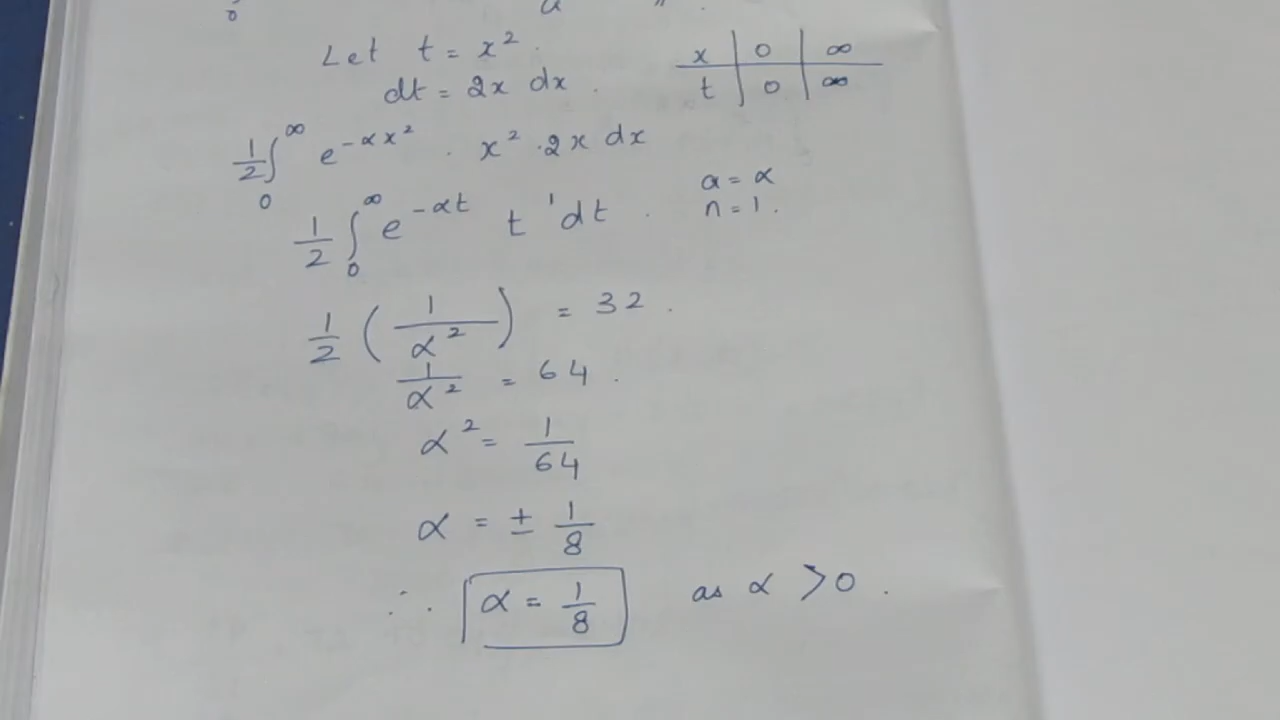 Let t = x².
x | 0 | ∞
dt = 2x dx.
t | 0 | ∞
1/2 ∫₀^∞ e^(-αx²) · x² · 2x dx
a = α
n = 1.
1/2 ∫₀^∞ e^(-αt) t¹ dt.
1/2 (1/α²) = 32.
1/α² = 64.
α² = 1/64
α = ± 1/8
∴ α = 1/8 as α > 0.